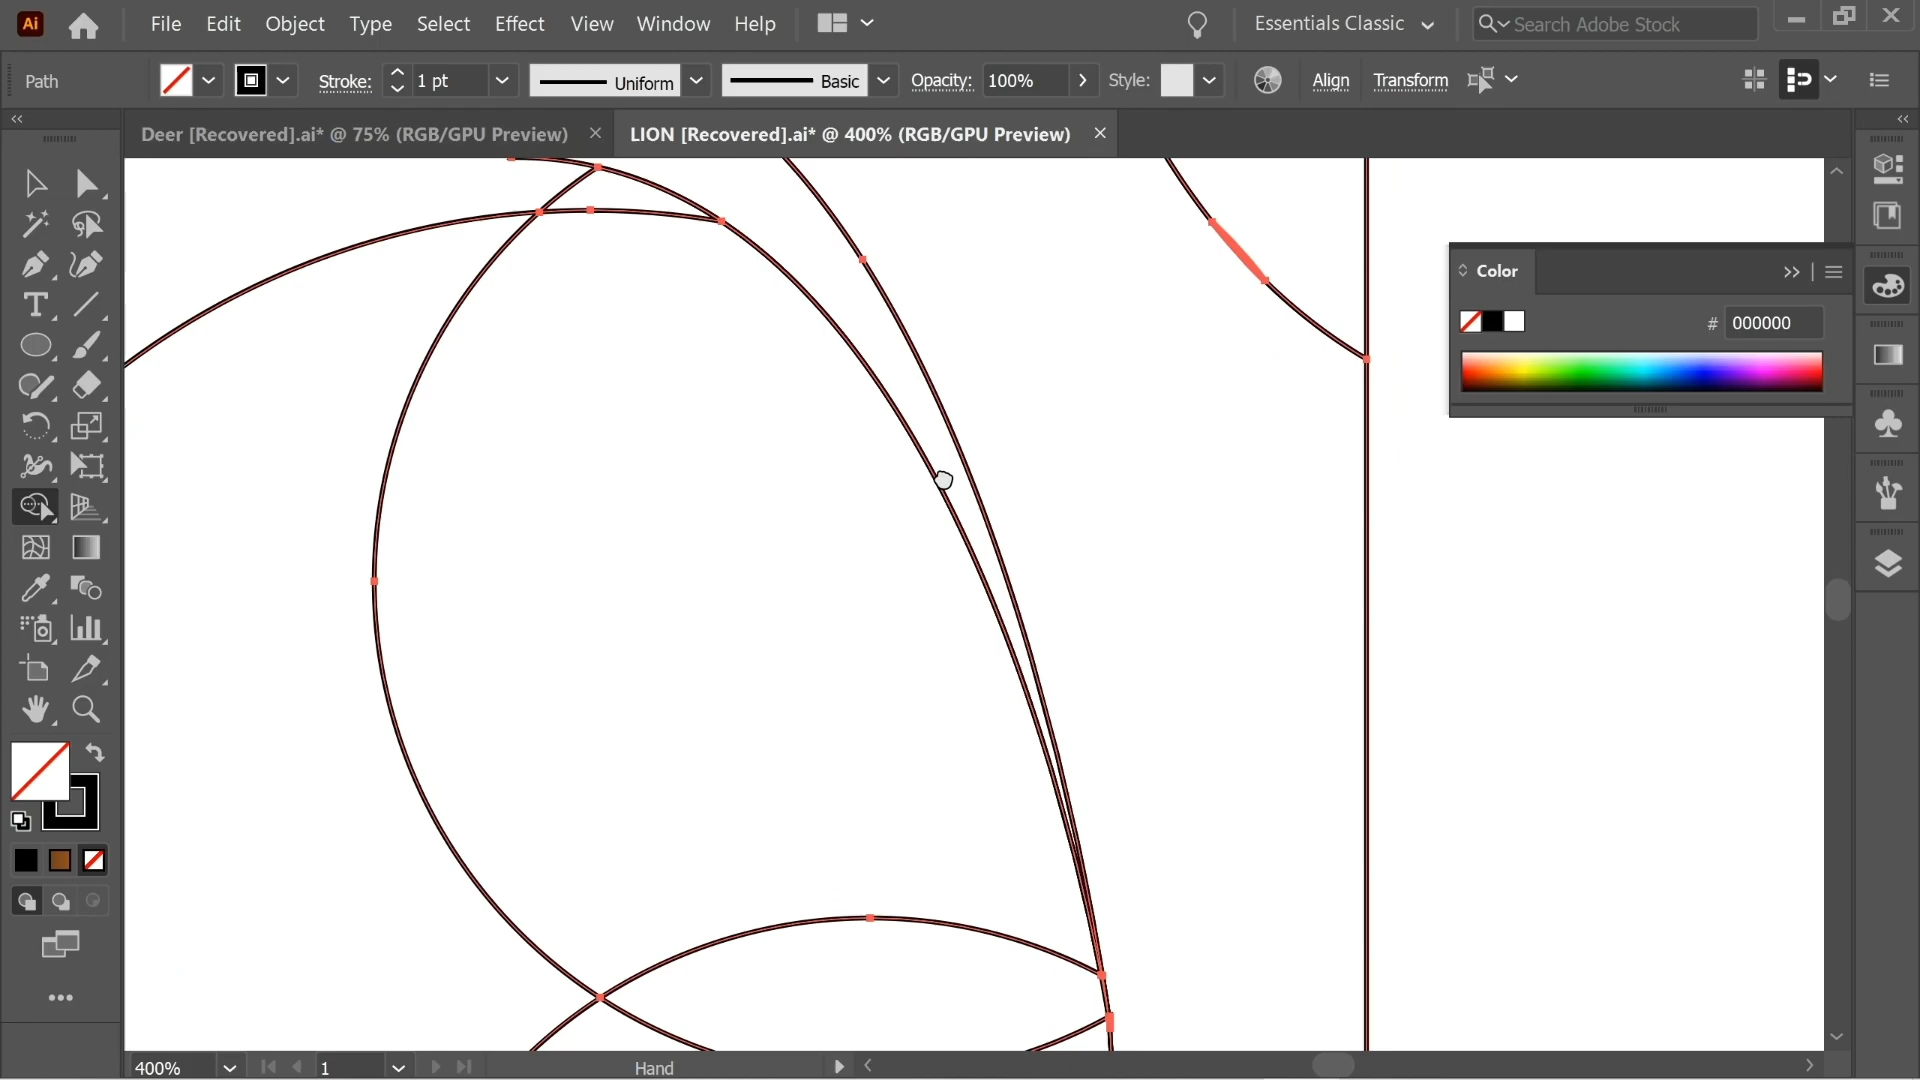 Ai File Edit Object Type Select Effect View Window Help Essentials Classic Search Adobe Stock
Path Stroke: 1 pt Uniform Basic Opacity: 100% Style: Align Transform
Deer [Recovered].ai* @ 75% (RGB/GPU Preview) LION [Recovered].ai* @ 400% (RGB/GPU Preview)
Color
# 000000
400% 1 Hand